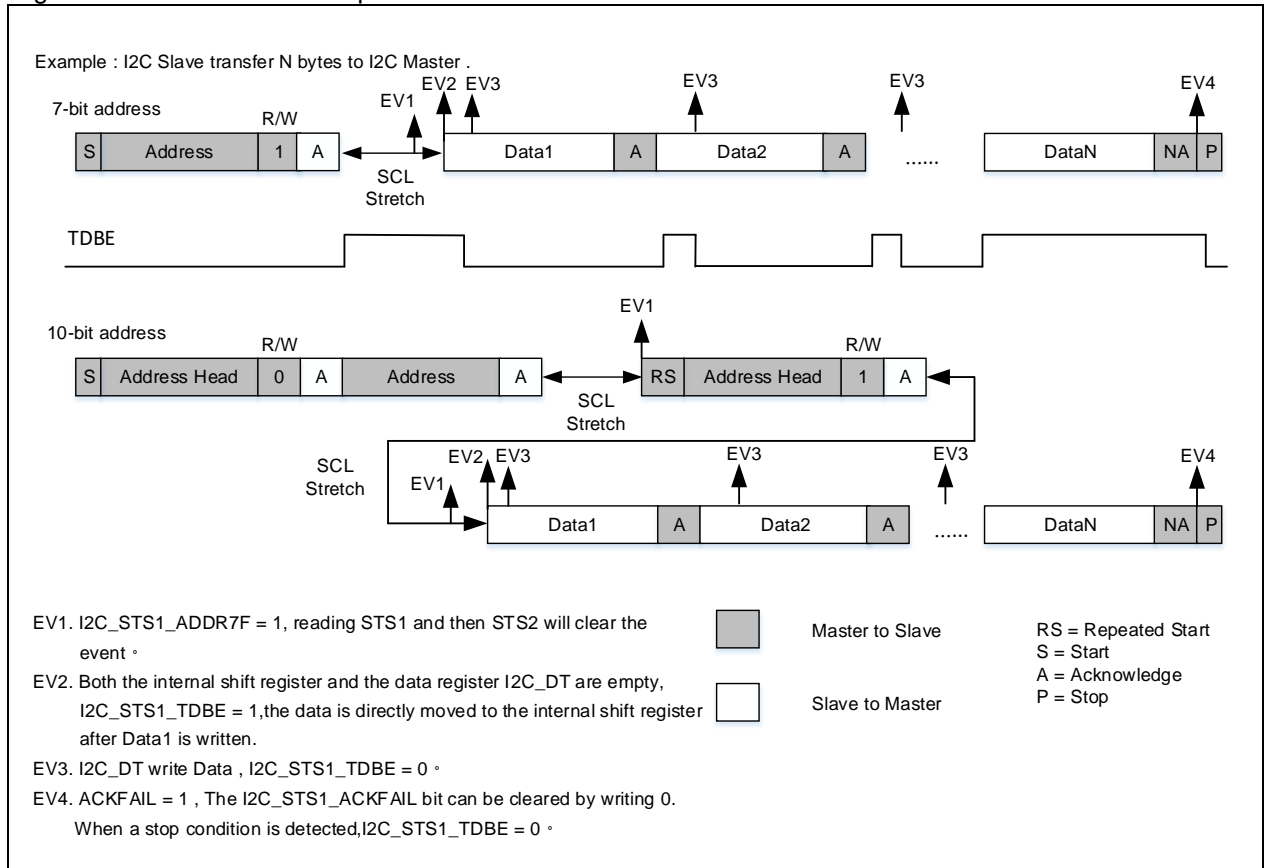 Example : I2C Slave transfer N bytes to I2C Master .
EV2 EV3 EV3 EV3 EV4
7-bit address EV1
R/W
S Address 1 A Data1 A Data2 A ...... DataN NA P
SCL
Stretch
TDBE
EV1
10-bit address
R/W R/W
S Address Head 0 A Address A RS Address Head 1 A
SCL
Stretch
SCL
Stretch
EV2 EV3 EV3 EV3 EV4
EV1
Data1 A Data2 A ...... DataN NA P
EV1. I2C_STS1_ADDR7F = 1, reading STS1 and then STS2 will clear the
event。
EV2. Both the internal shift register and the data register I2C_DT are empty,
I2C_STS1_TDBE = 1,the data is directly moved to the internal shift register
after Data1 is written.
EV3. I2C_DT write Data , I2C_STS1_TDBE = 0。
EV4. ACKFAIL = 1 , The I2C_STS1_ACKFAIL bit can be cleared by writing 0.
When a stop condition is detected,I2C_STS1_TDBE = 0。
Master to Slave
Slave to Master
RS = Repeated Start
S = Start
A = Acknowledge
P = Stop